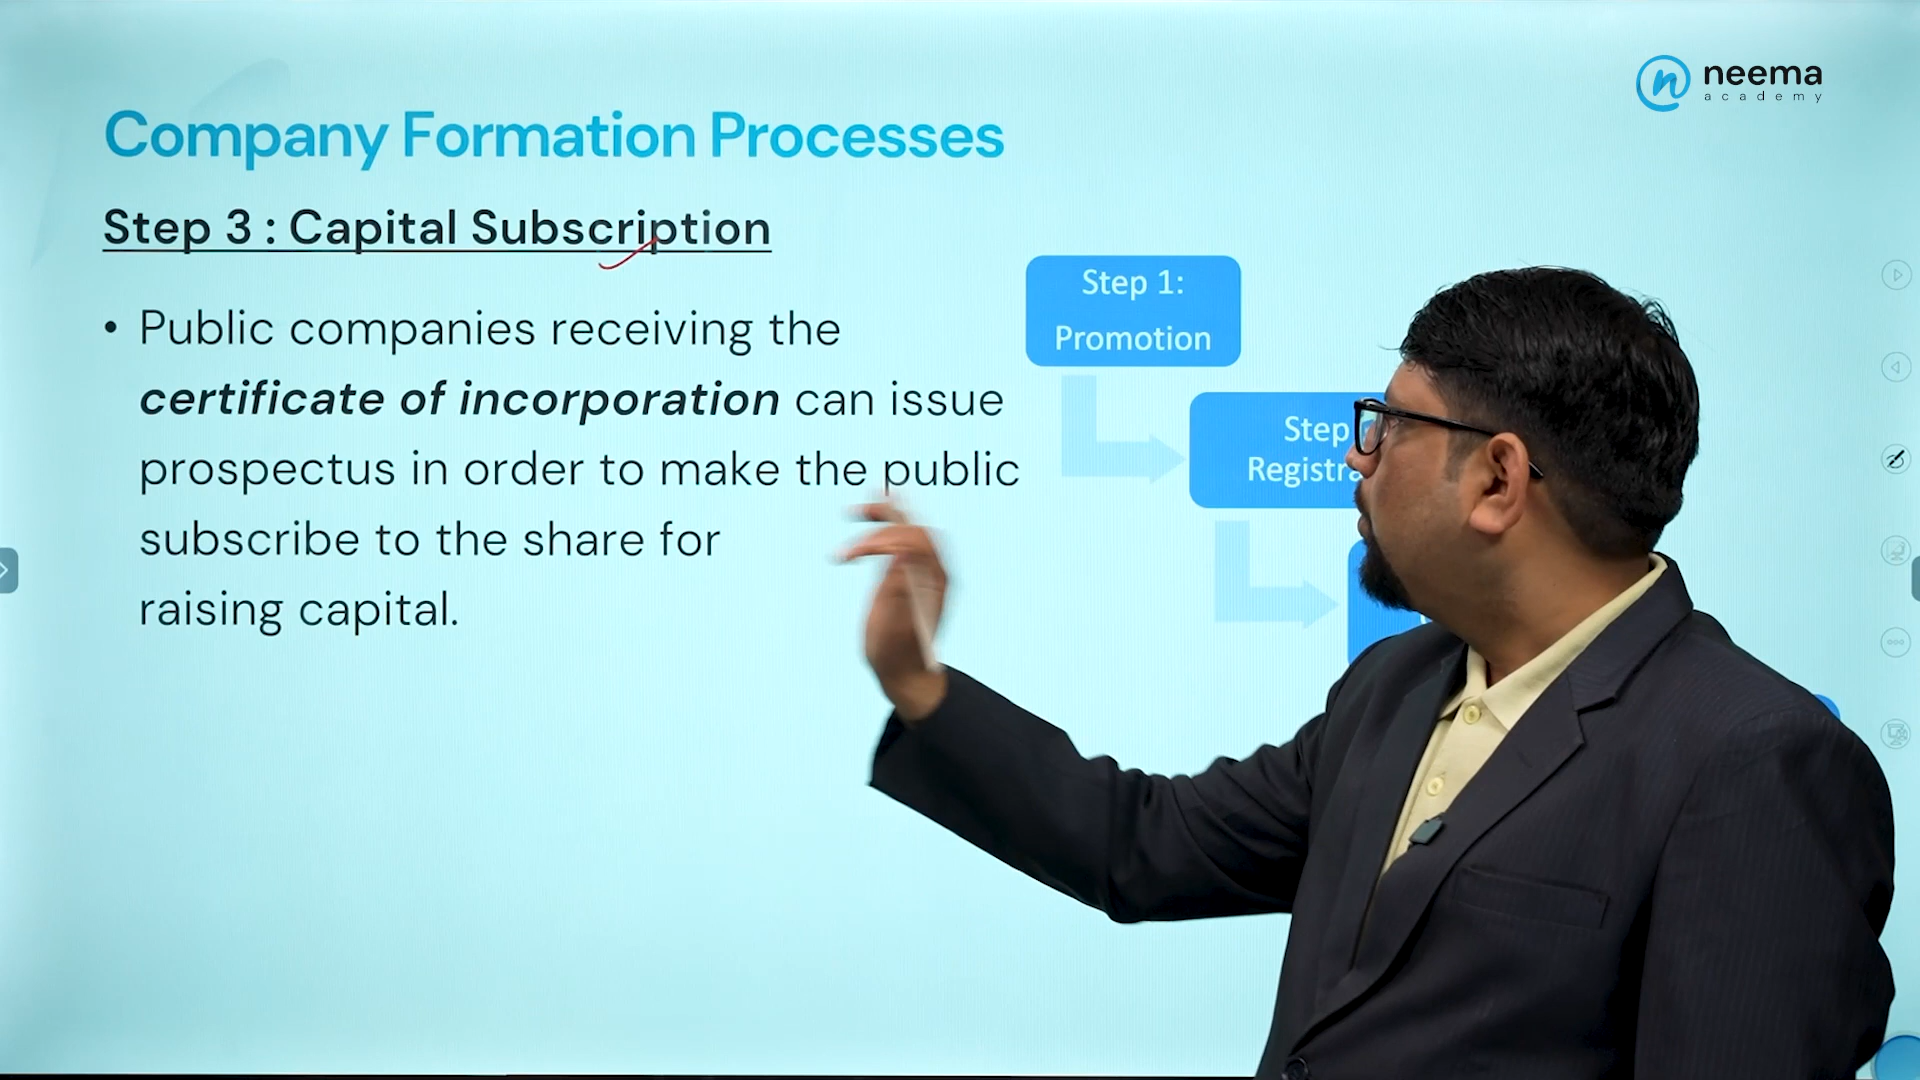 neema
academy
Company Formation Processes
Step 3 : Capital Subscription
• Public companies receiving the
certificate of incorporation can issue
prospectus in order to make the public
subscribe to the share for
raising capital.
Step 1:
Promotion
Step
Registra